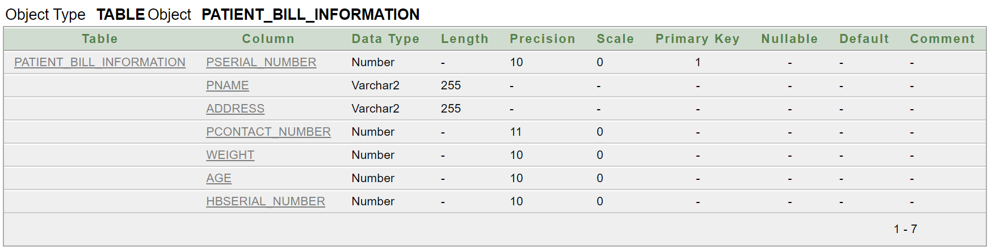 Object Type TABLE Object PATIENT_BILL_INFORMATION
Table Column Data Type Length Precision Scale Primary Key Nullable Default Comment
PATIENT_BILL_INFORMATION PSERIAL_NUMBER Number - 10 0 1 - - -
PNAME Varchar2 255 - - - - - -
ADDRESS Varchar2 255 - - - - - -
PCONTACT_NUMBER Number - 11 0 - - - -
WEIGHT Number - 10 0 - - - -
AGE Number - 10 0 - - - -
HBSERIAL_NUMBER Number - 10 0 - - - -
1 - 7